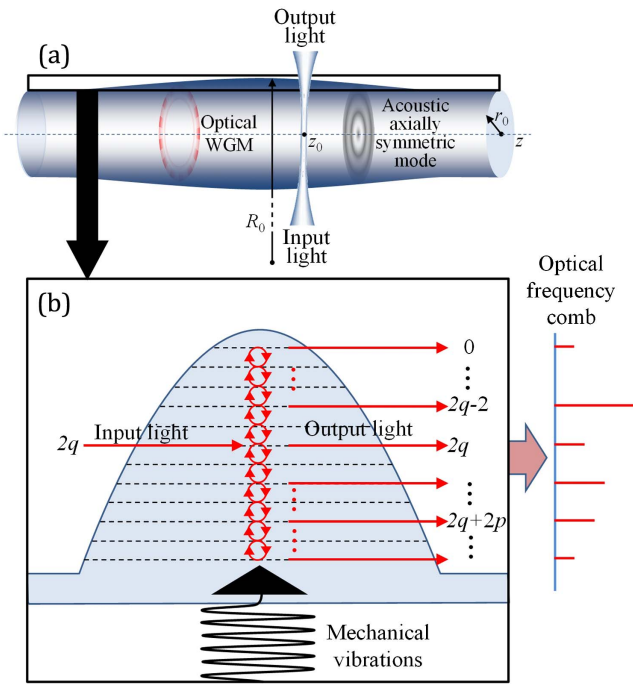 Output
light
(a)
Optical
WGM
z₀
Acoustic
axially
symmetric
mode
r₀
z
R₀
Input
light
(b)
Optical
frequency
comb
0
2q-2
2q
Input light
Output light
2q
2q+2p
Mechanical
vibrations